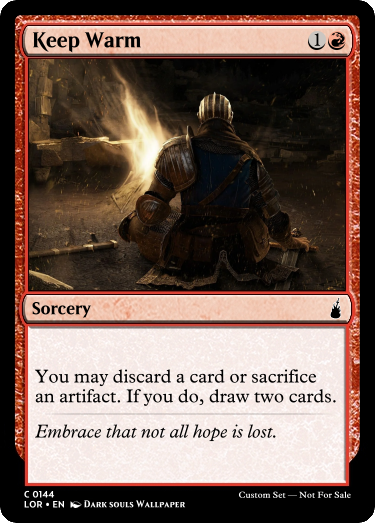 Keep Warm 1
Sorcery
You may discard a card or sacrifice
an artifact. If you do, draw two cards.
Embrace that not all hope is lost.
C 0144 Custom Set — Not For Sale
LOR • EN Dark souls Wallpaper